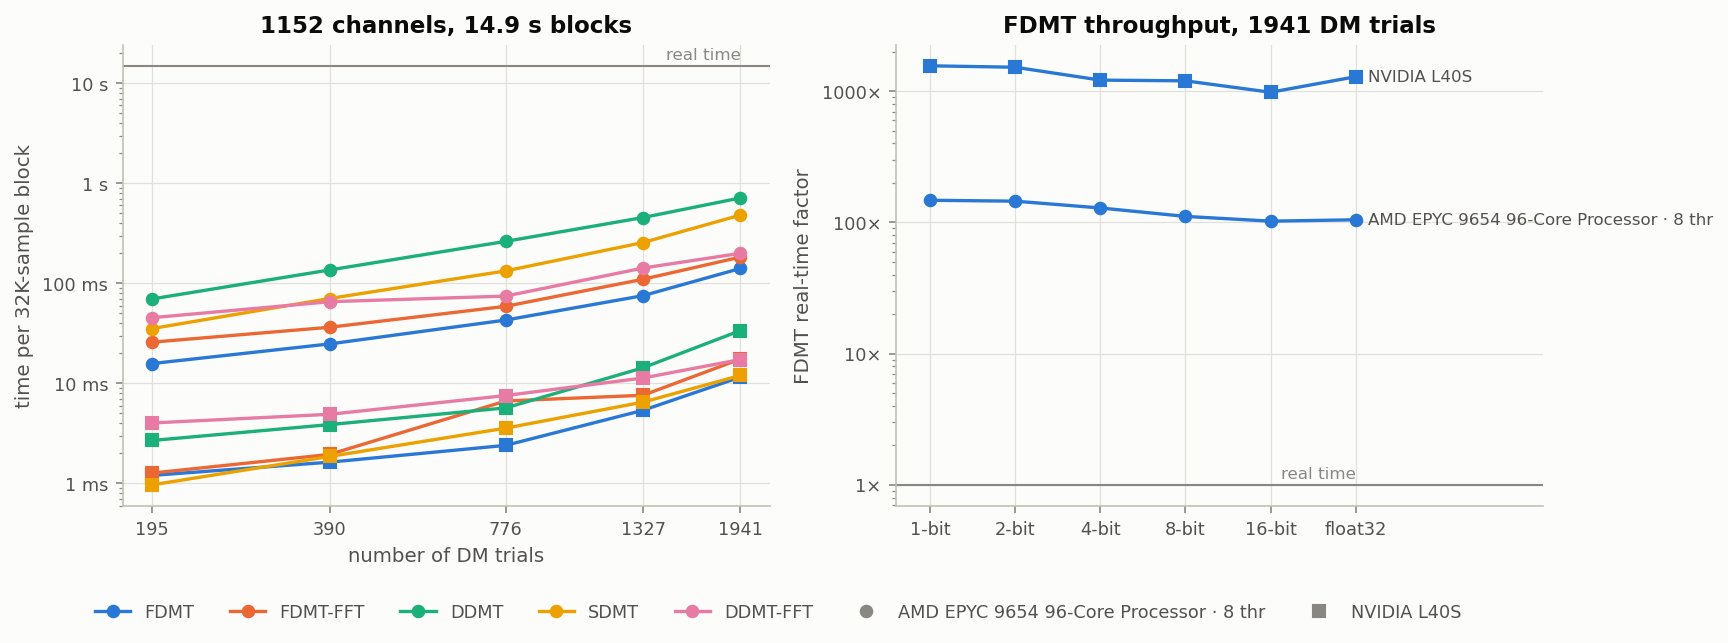 1152 channels, 14.9 s blocks
real time
10 s
1 s
100 ms
10 ms
1 ms
time per 32K-sample block
195
390
776
1327
1941
number of DM trials
FDMT throughput, 1941 DM trials
1000×
100×
10×
1×
FDMT real-time factor
NVIDIA L40S
AMD EPYC 9654 96-Core Processor · 8 thr
real time
1-bit
2-bit
4-bit
8-bit
16-bit
float32
FDMT
FDMT-FFT
DDMT
SDMT
DDMT-FFT
AMD EPYC 9654 96-Core Processor · 8 thr
NVIDIA L40S